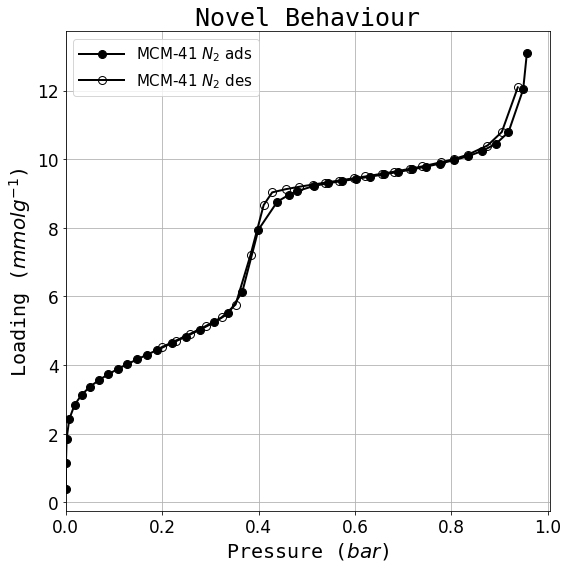 Novel Behaviour
MCM-41 N₂ ads
MCM-41 N₂ des
Loading (mmolg⁻¹)
12
10
8
6
4
2
0
0.0 0.2 0.4 0.6 0.8 1.0
Pressure (bar)